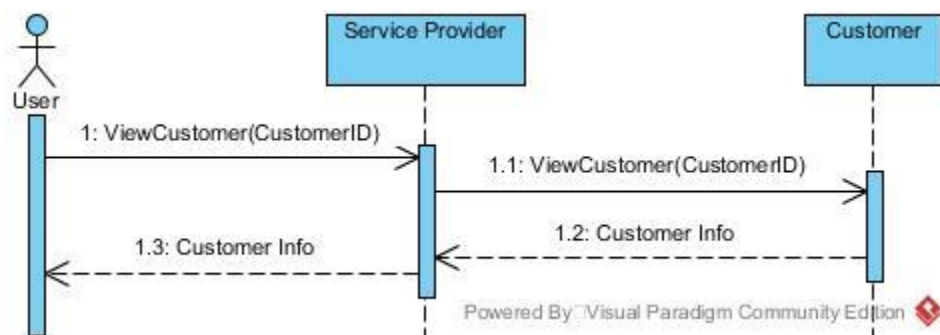 Service Provider
Customer
User
1: ViewCustomer(CustomerID)
1.1: ViewCustomer(CustomerID)
1.2: Customer Info
1.3: Customer Info
Powered By□Visual Paradigm Community Edition